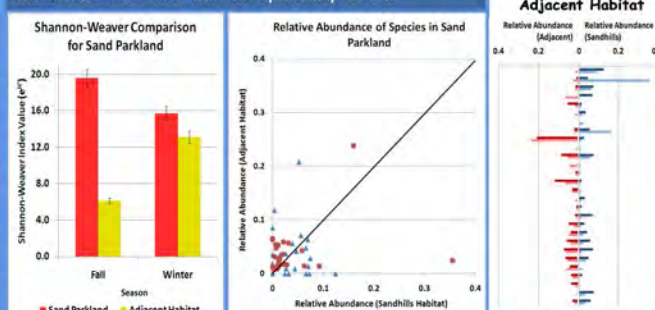 Adjacent Habitat
Shannon-Weaver Comparison
for Sand Parkland
Shannon-Weaver Index Value
20.0
16.0
12.0
8.0
4.0
0.0
Fall
Winter
Season
Sand Parkland
Adjacent Habitat
Relative Abundance of Species in Sand
Parkland
Relative Abundance (Adjacent Habitat)
0.4
0.3
0.2
0.1
0
0
0.1
0.2
0.3
0.4
Relative Abundance (Sandhills Habitat)
Relative Abundance
(Adjacent)
Relative Abundance
(Sandhills)
0.4
0.2
0
0.2